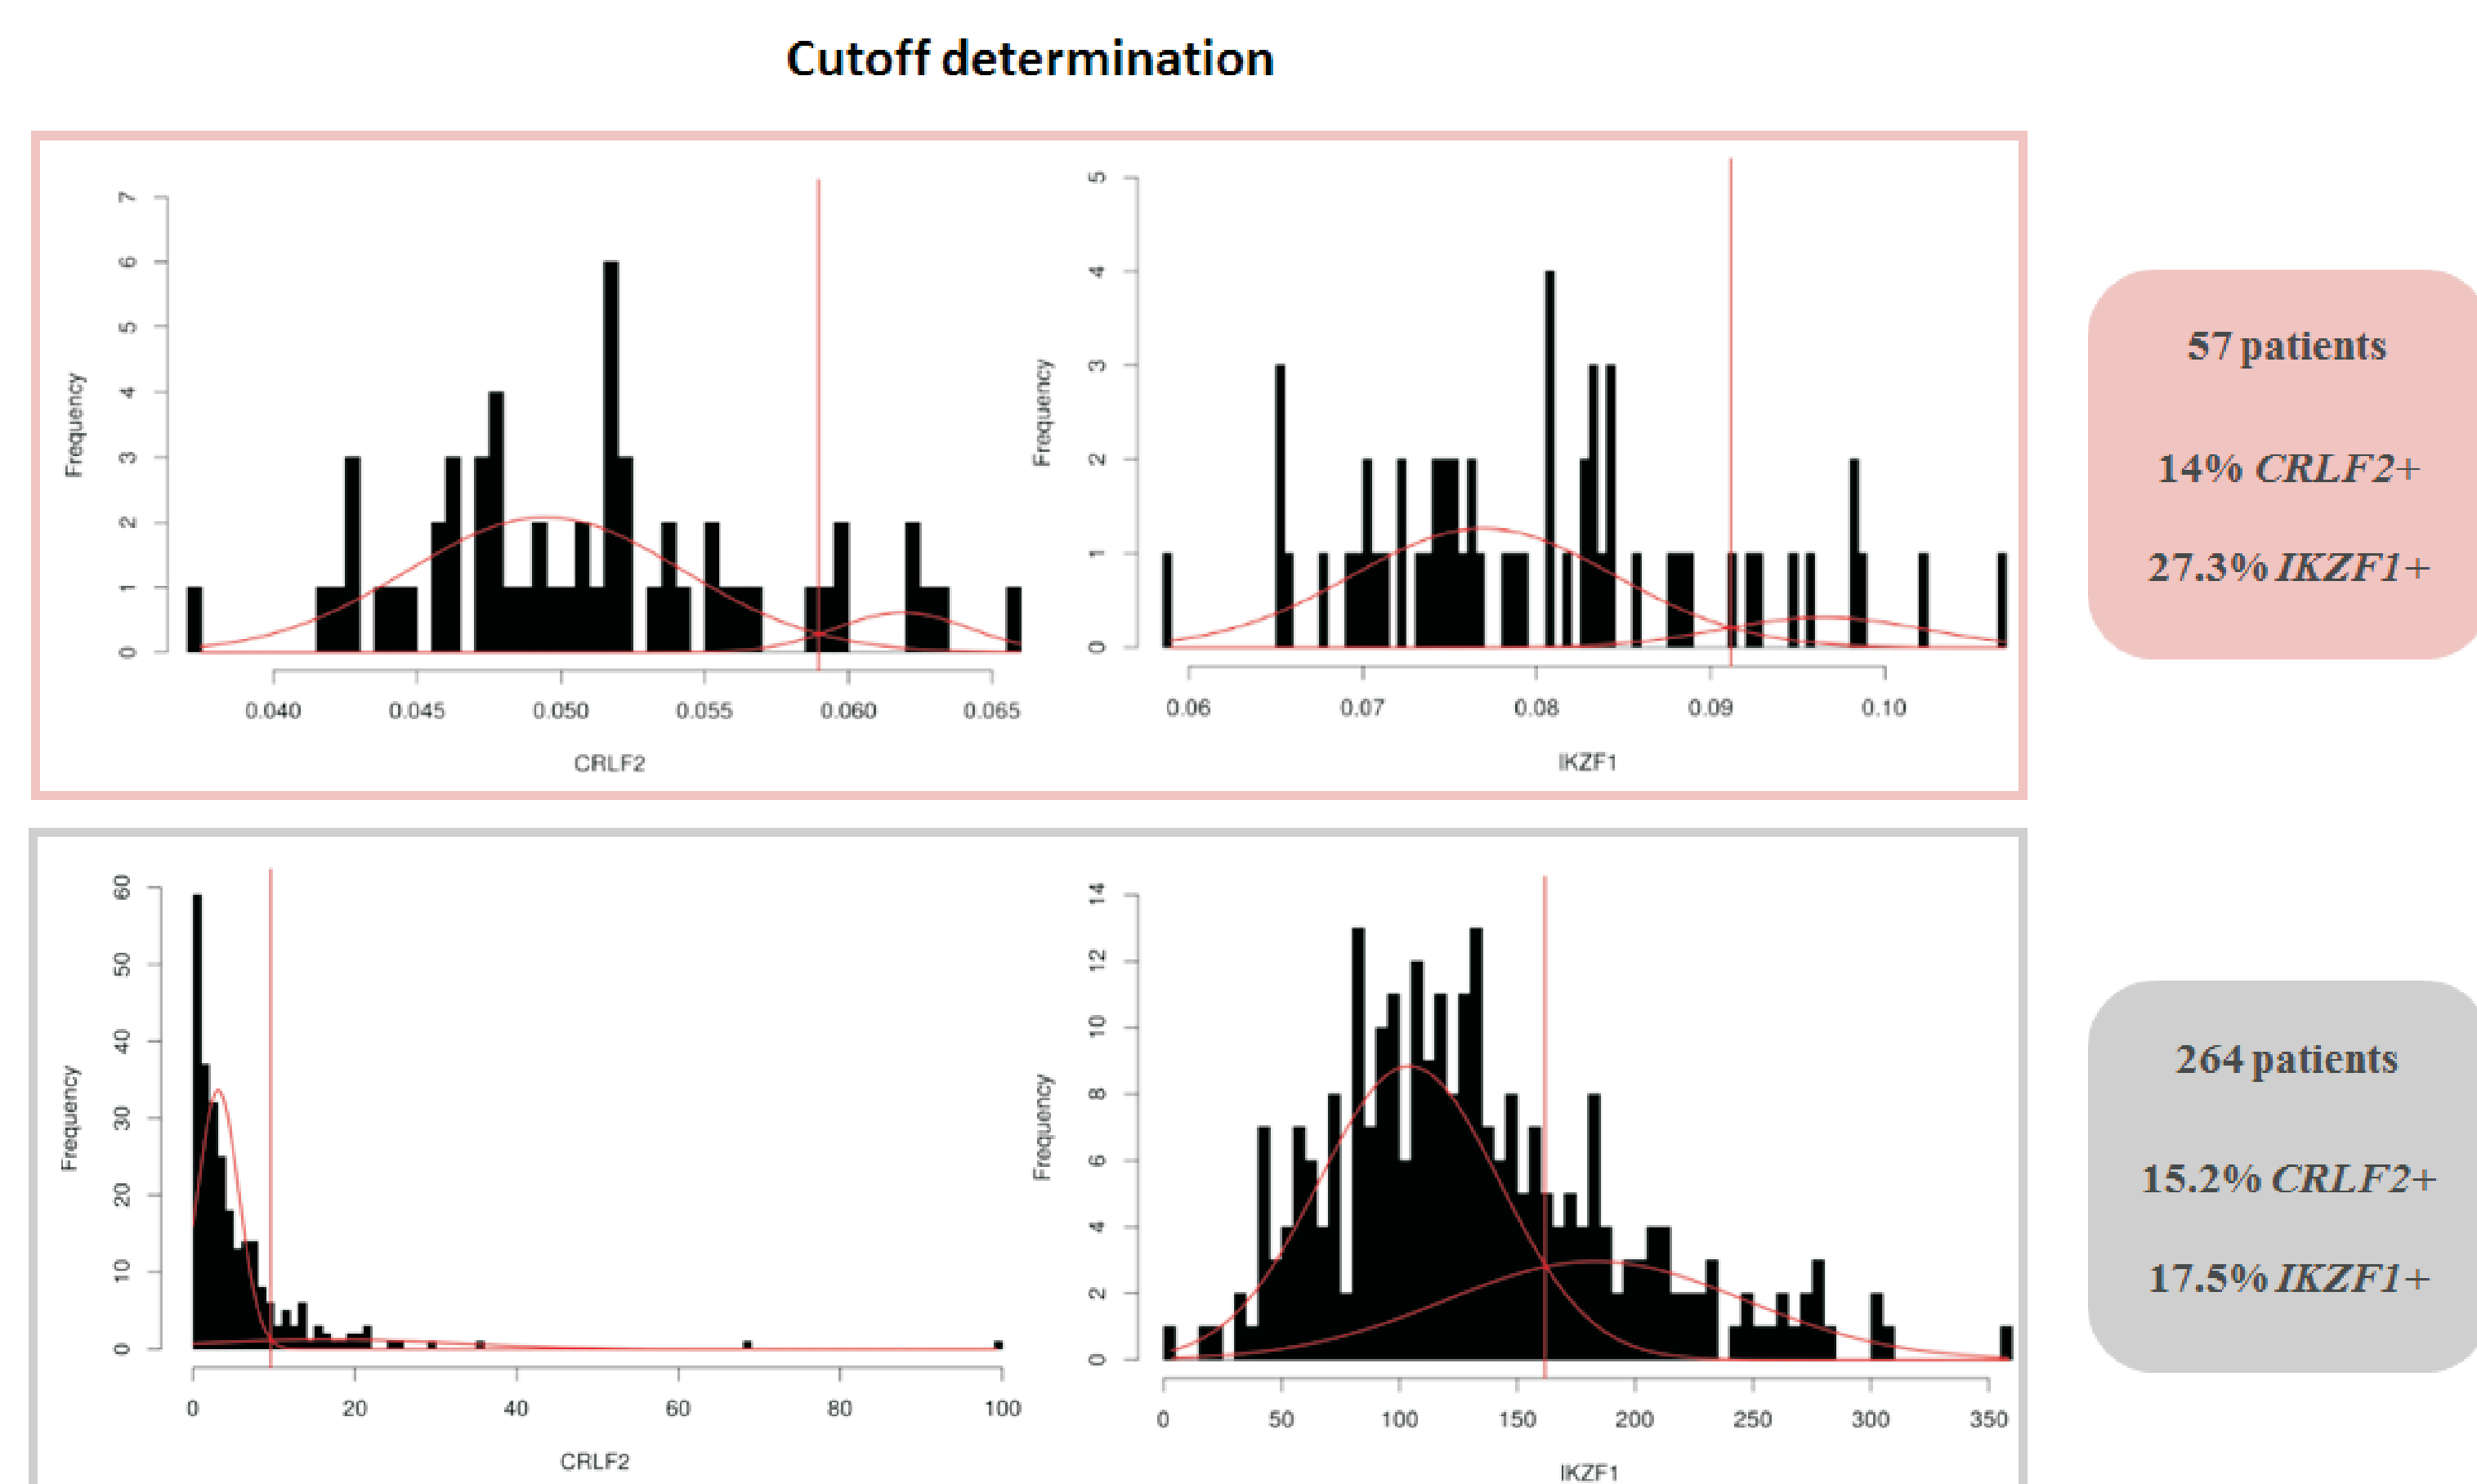 Cutoff determination
7
6
5
4
3
2
1
0
Frequency
0.040 0.045 0.050 0.055 0.060 0.065
CRLF2
5
4
3
2
1
0
Frequency
0.06 0.07 0.08 0.09 0.10
IKZF1
57 patients
14% CRLF2+
27.3% IKZF1+
60
50
40
30
20
10
0
Frequency
0 20 40 60 80 100
CRLF2
14
12
10
8
6
4
2
0
Frequency
0 50 100 150 200 250 300 350
IKZF1
264 patients
15.2% CRLF2+
17.5% IKZF1+